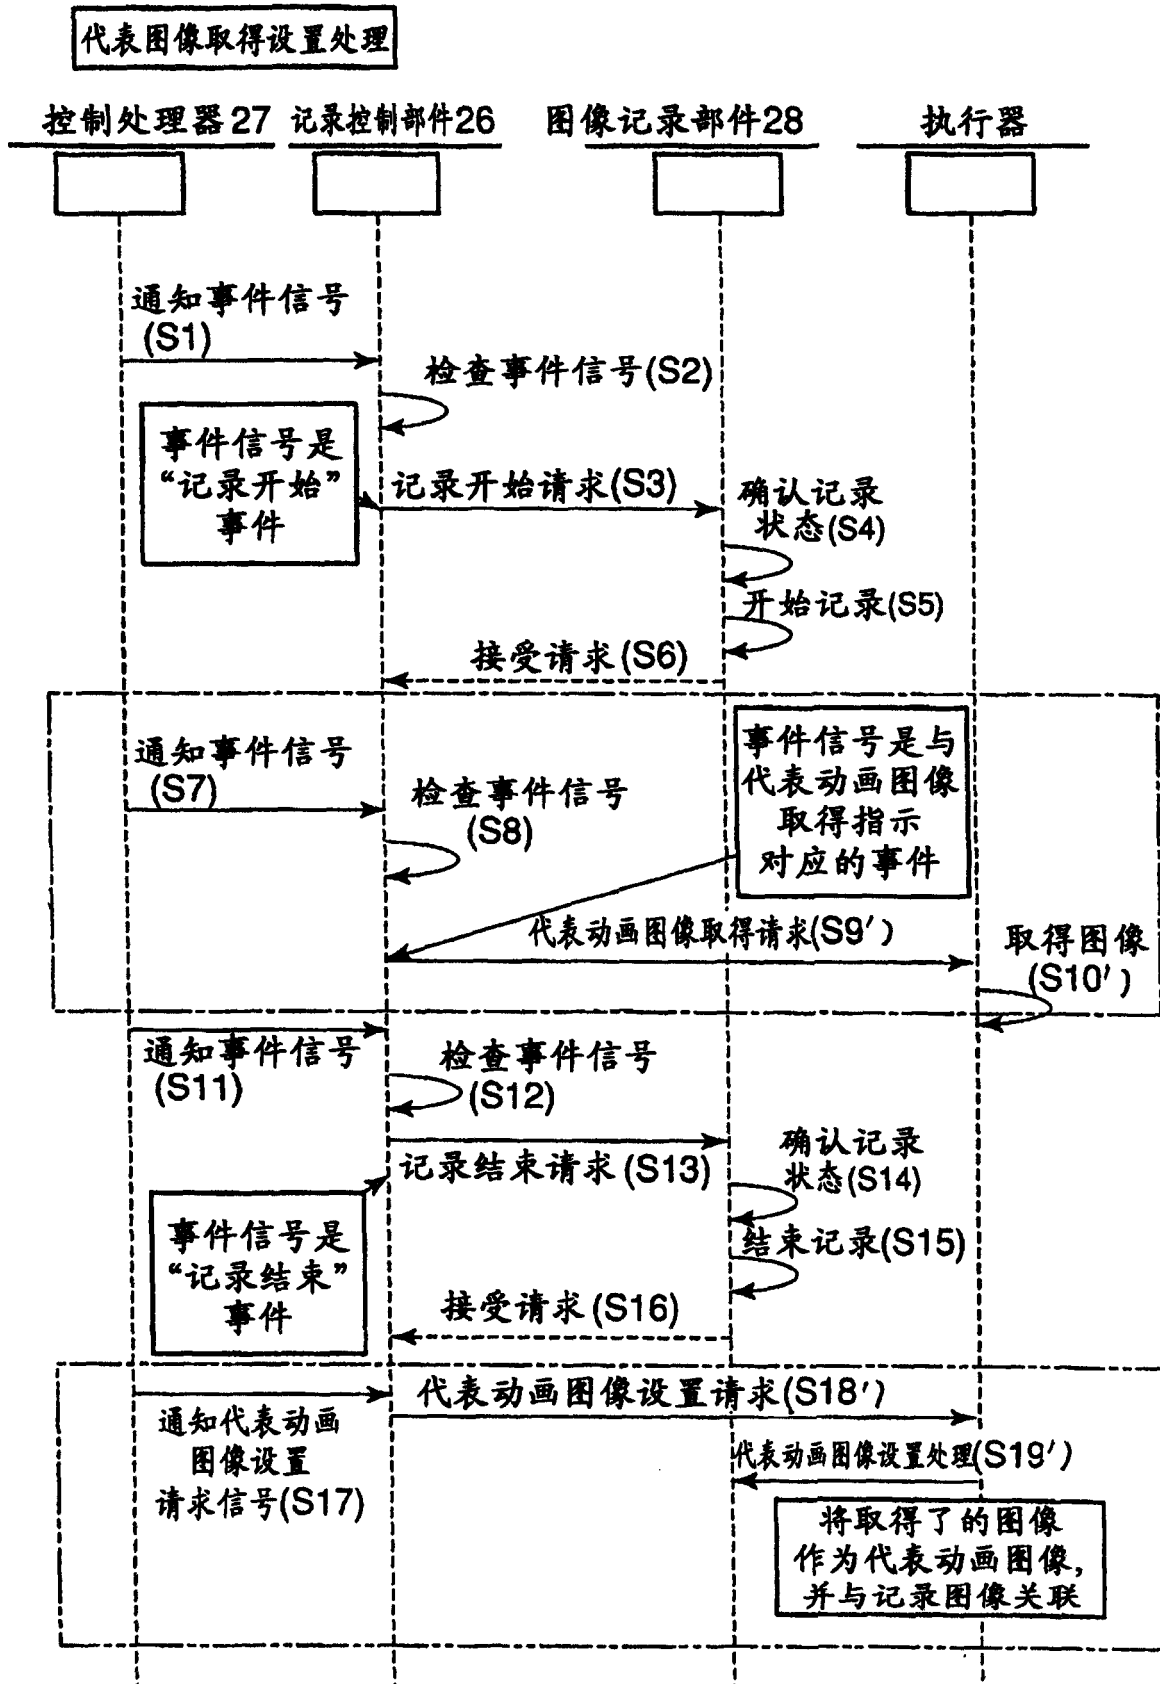 代表图像取得设置处理
控制处理器27
记录控制部件26
图像记录部件28
执行器
通知事件信号
(S1)
检查事件信号(S2)
事件信号是
“记录开始”
事件
记录开始请求(S3)
确认记录
状态(S4)
开始记录(S5)
接受请求(S6)
通知事件信号
(S7)
检查事件信号
(S8)
事件信号是与
代表动画图像
取得指示
对应的事件
代表动画图像取得请求(S9′)
取得图像
(S10′)
通知事件信号
(S11)
检查事件信号
(S12)
记录结束请求(S13)
确认记录
状态(S14)
事件信号是
“记录结束”
事件
结束记录(S15)
接受请求(S16)
通知代表动画
图像设置
请求信号(S17)
代表动画图像设置请求(S18′)
代表动画图像设置处理(S19′)
将取得了的图像
作为代表动画图像,
并与记录图像关联